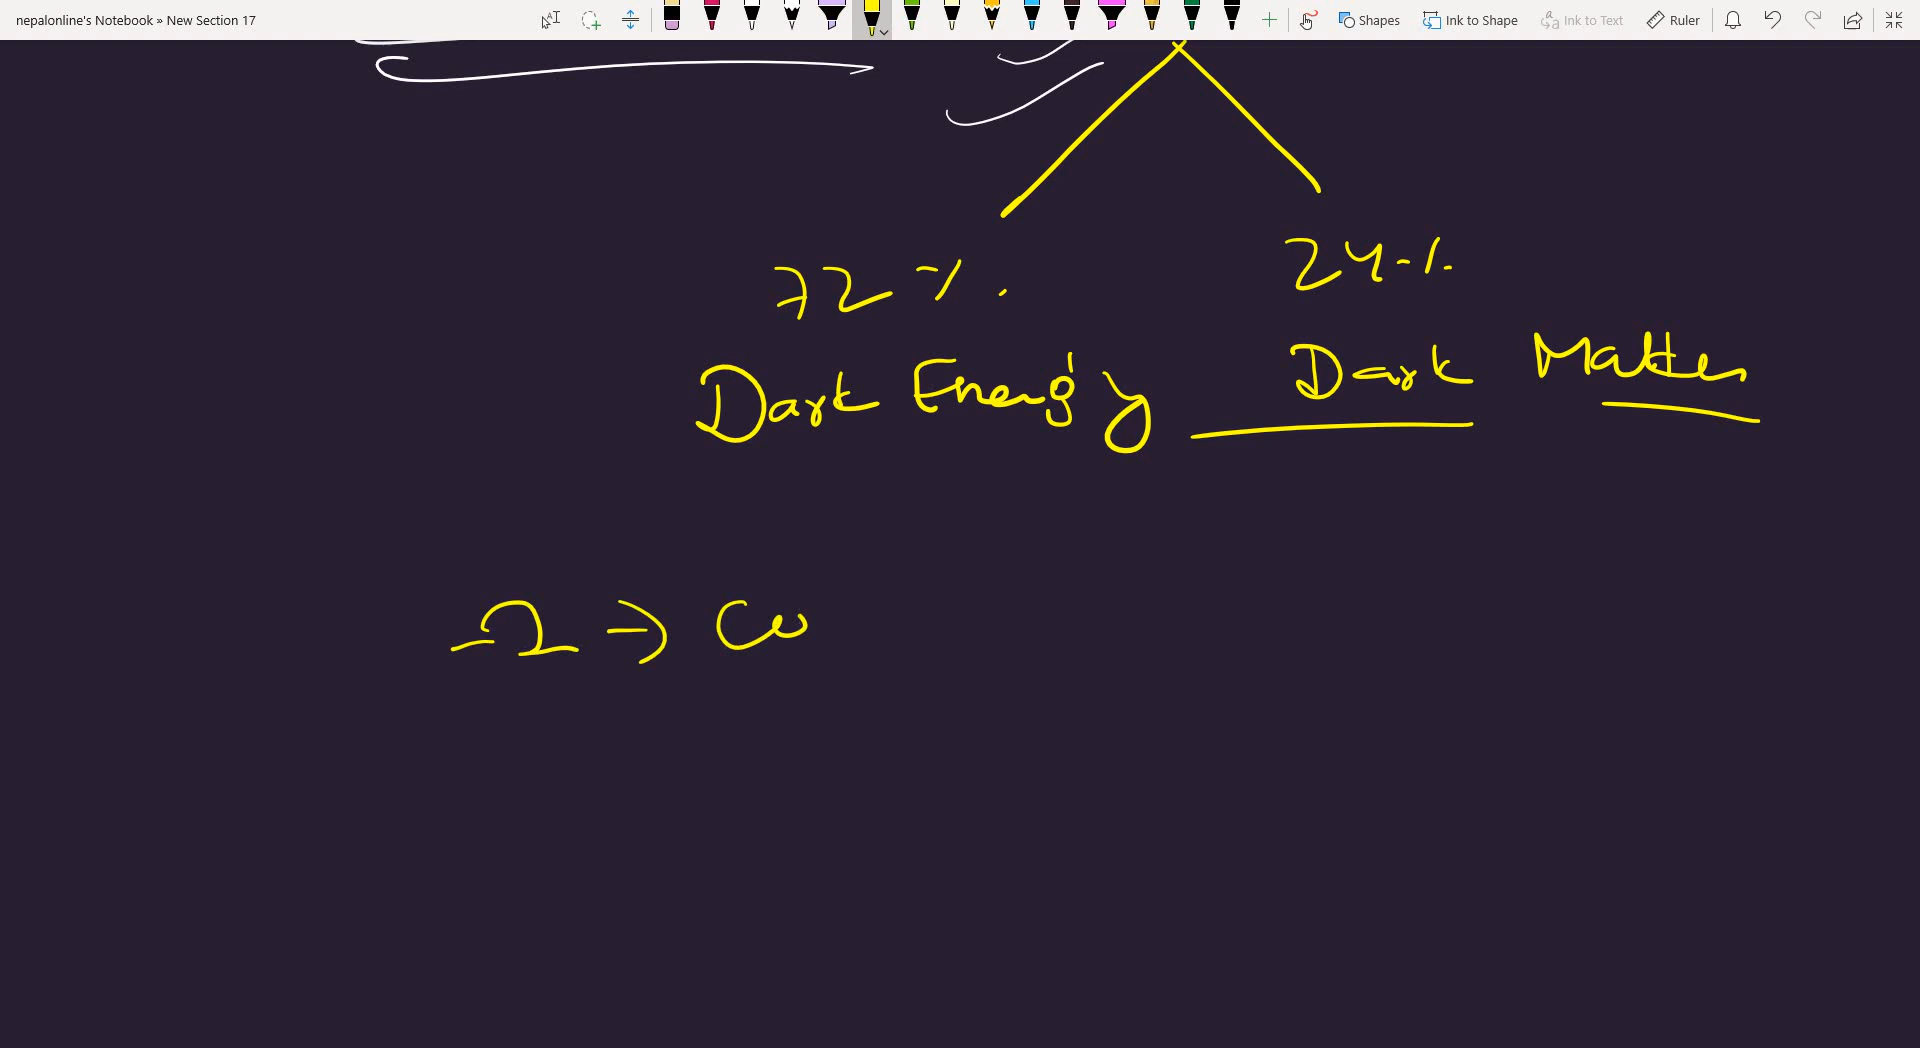 nepalonline's Notebook » New Section 17
Shapes Ink to Shape Ink to Text Ruler
72 % 24 %
Dark Energy Dark Matter
Ω → Co